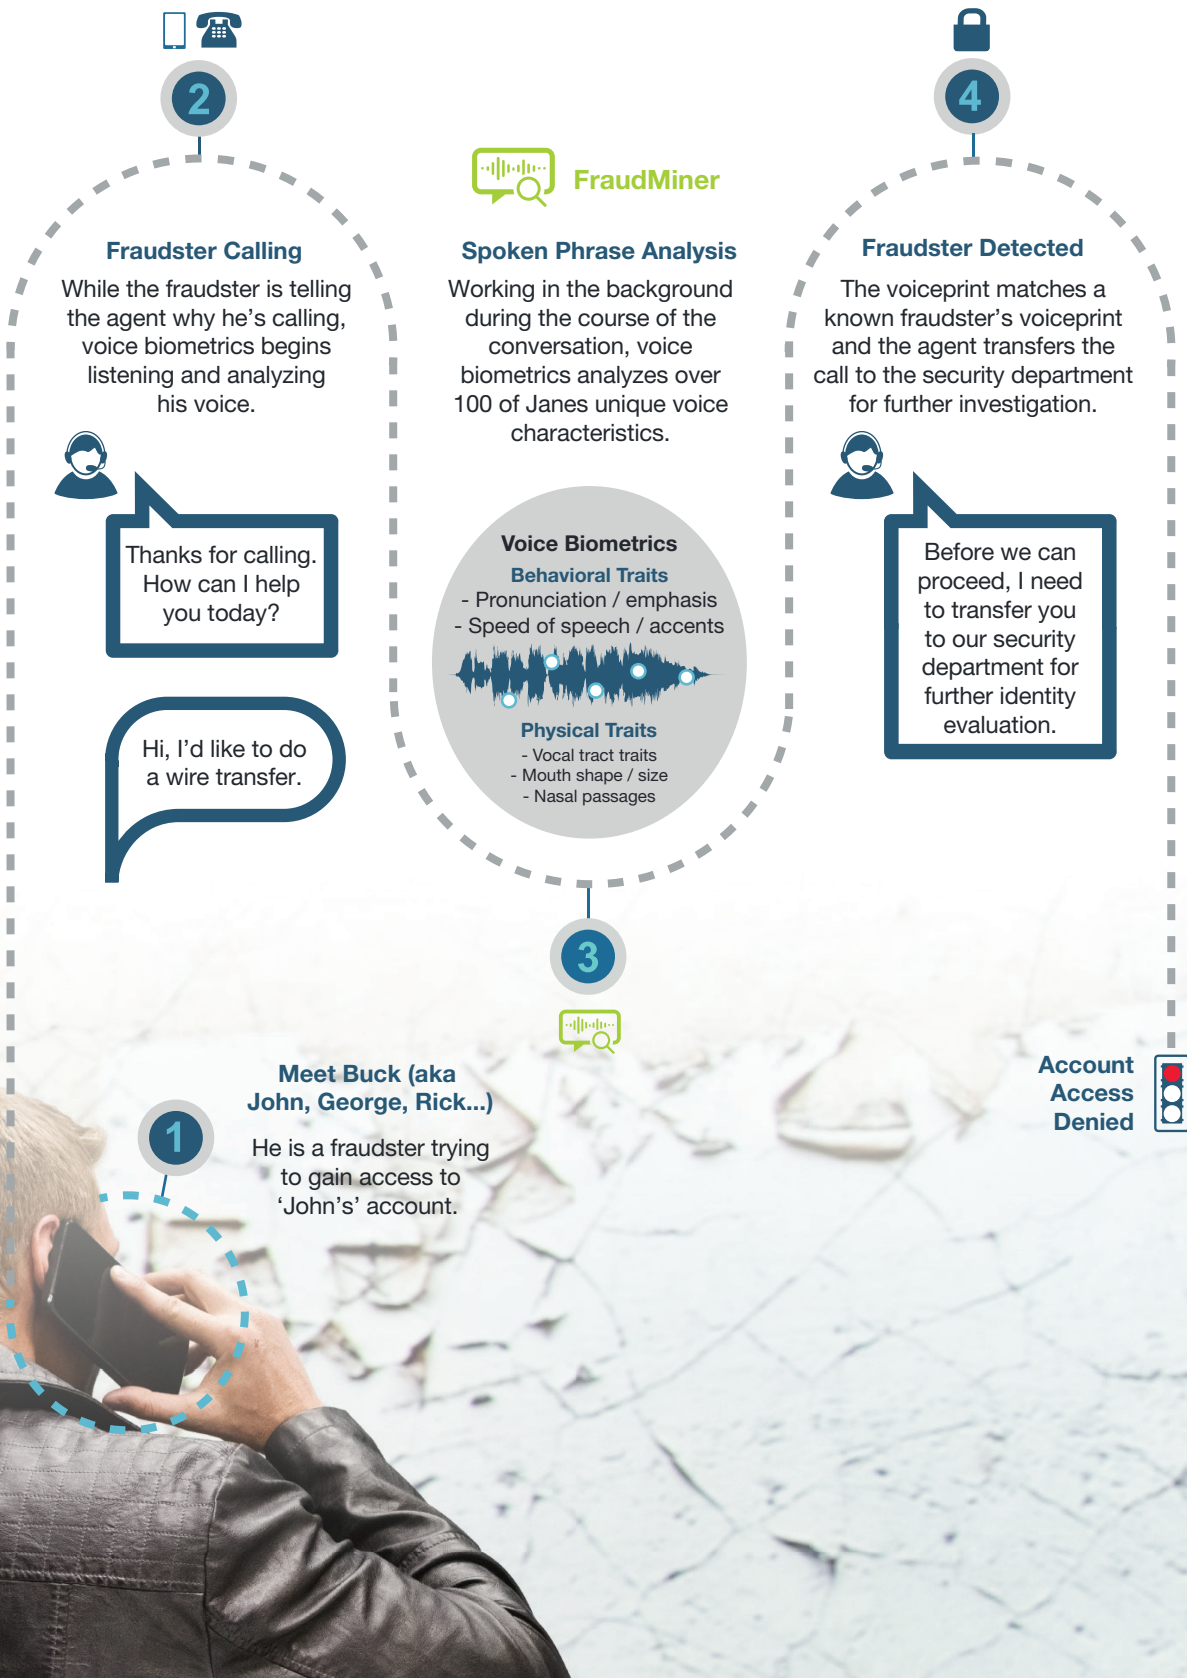 2
Fraudster Calling
While the fraudster is telling
the agent why he’s calling,
voice biometrics begins
listening and analyzing
his voice.
Thanks for calling.
How can I help
you today?
Hi, I’d like to do
a wire transfer.
FraudMiner
Spoken Phrase Analysis
Working in the background
during the course of the
conversation, voice
biometrics analyzes over
100 of Janes unique voice
characteristics.
Voice Biometrics
Behavioral Traits
- Pronunciation / emphasis
- Speed of speech / accents
Physical Traits
- Vocal tract traits
- Mouth shape / size
- Nasal passages
3
4
Fraudster Detected
The voiceprint matches a
known fraudster’s voiceprint
and the agent transfers the
call to the security department
for further investigation.
Before we can
proceed, I need
to transfer you
to our security
department for
further identity
evaluation.
Account
Access
Denied
1
Meet Buck (aka
John, George, Rick...)
He is a fraudster trying
to gain access to
‘John’s’ account.